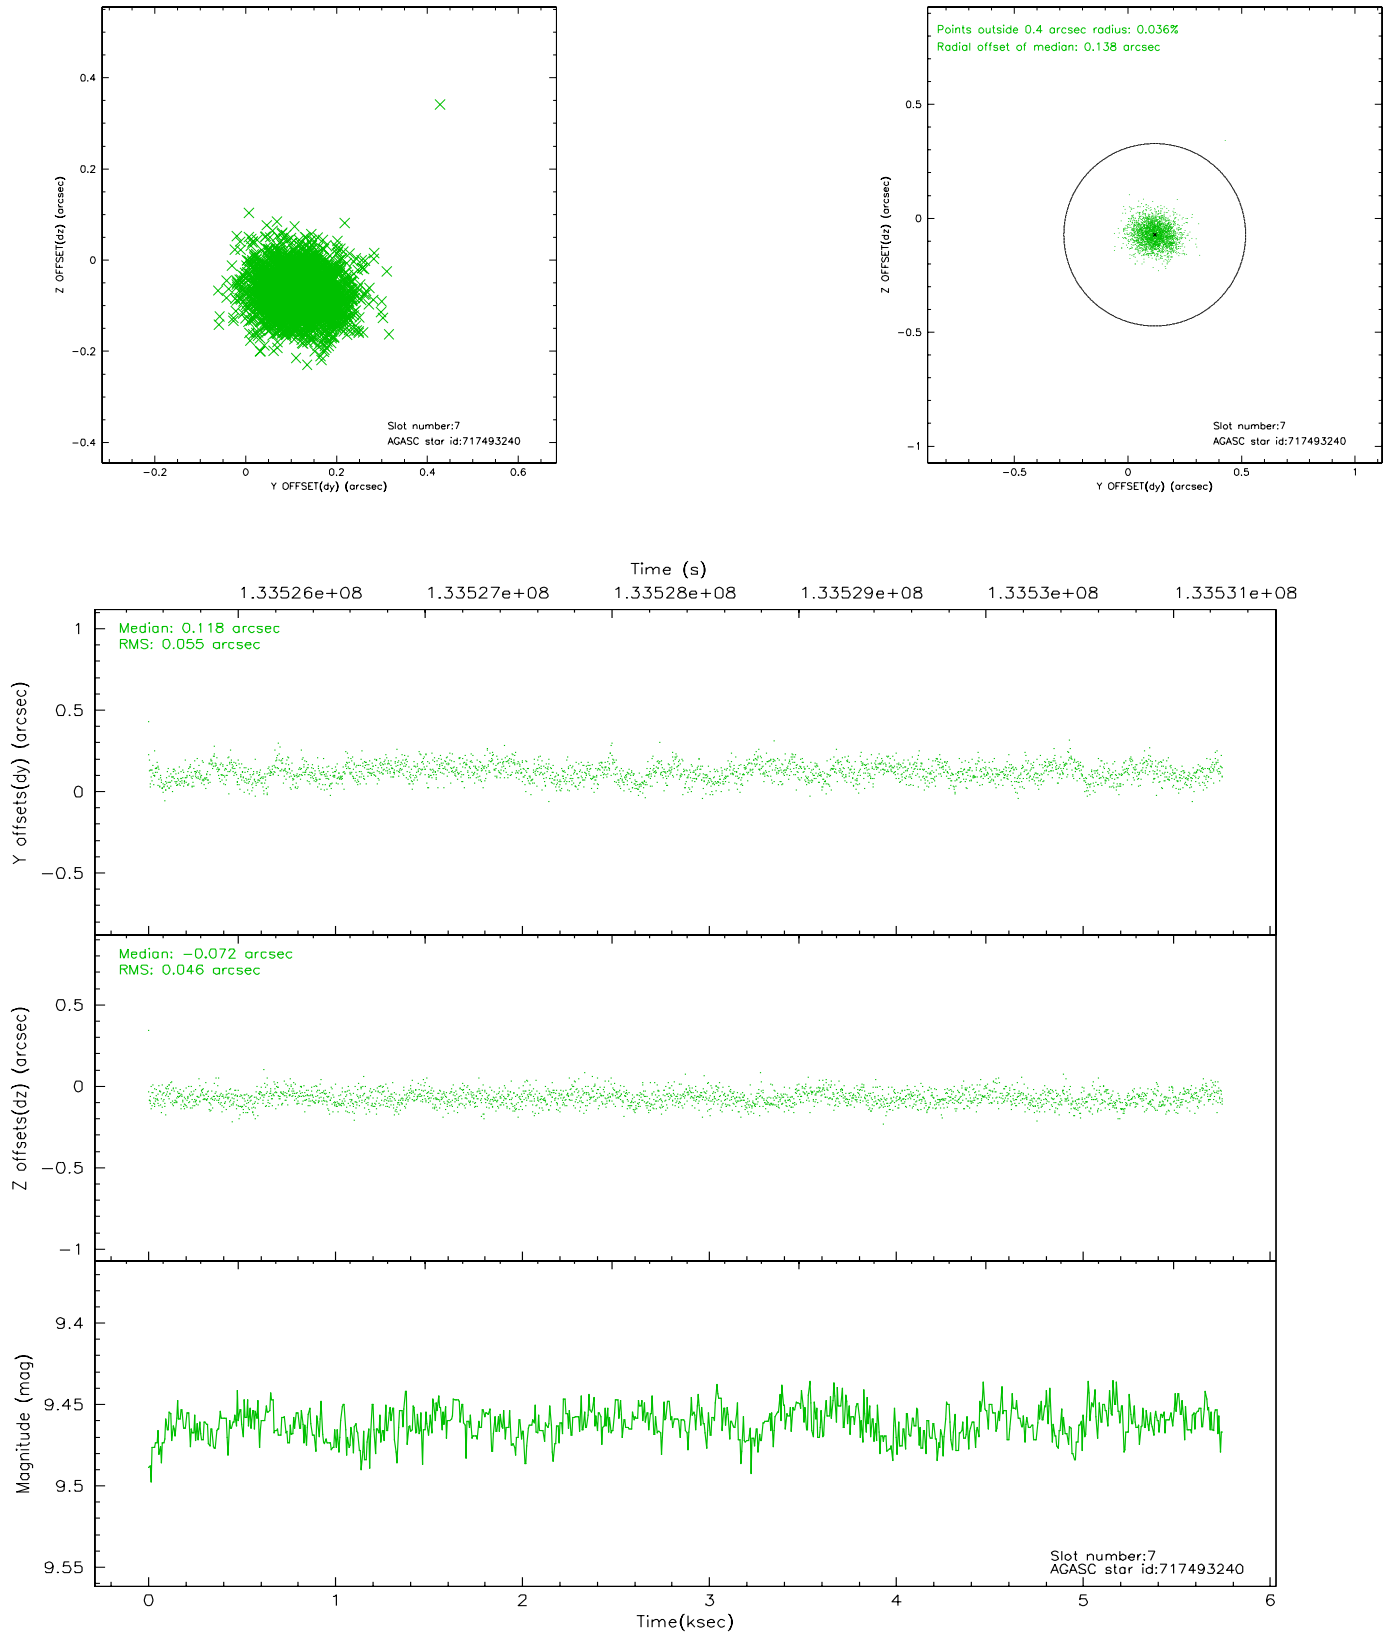 0.4
0.2
0
−0.2
−0.4
Z OFFSET(dz) (arcsec)
Slot number:7
AGASC star id:717493240
−0.2 0 0.2 0.4 0.6
Y OFFSET(dy) (arcsec)
Points outside 0.4 arcsec radius: 0.036%
Radial offset of median: 0.138 arcsec
0.5
0
−0.5
−1
Z OFFSET(dz) (arcsec)
Slot number:7
AGASC star id:717493240
−0.5 0 0.5 1
Y OFFSET(dy) (arcsec)
Time (s)
1.33526e+08 1.33527e+08 1.33528e+08 1.33529e+08 1.3353e+08 1.33531e+08
Median: 0.118 arcsec
RMS: 0.055 arcsec
1
0.5
0
−0.5
Y offsets(dy) (arcsec)
Median: −0.072 arcsec
RMS: 0.046 arcsec
0.5
0
−0.5
−1
Z offsets(dz) (arcsec)
9.4
9.45
9.5
9.55
Magnitude (mag)
Slot number:7
AGASC star id:717493240
0 1 2 3 4 5 6
Time(ksec)